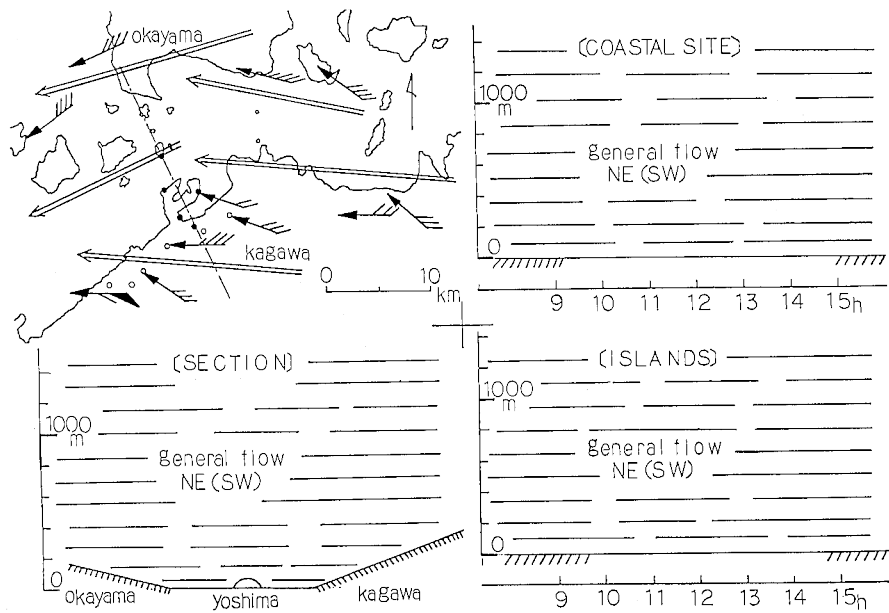 okayama
kagawa
0 10
km
(COASTAL SITE)
1000
m
general flow
NE (SW)
0
9 10 11 12 13 14 15h
(SECTION)
1000
m
general flow
NE (SW)
0
okayama yoshima kagawa
(ISLANDS)
1000
m
general flow
NE (SW)
0
9 10 11 12 13 14 15h